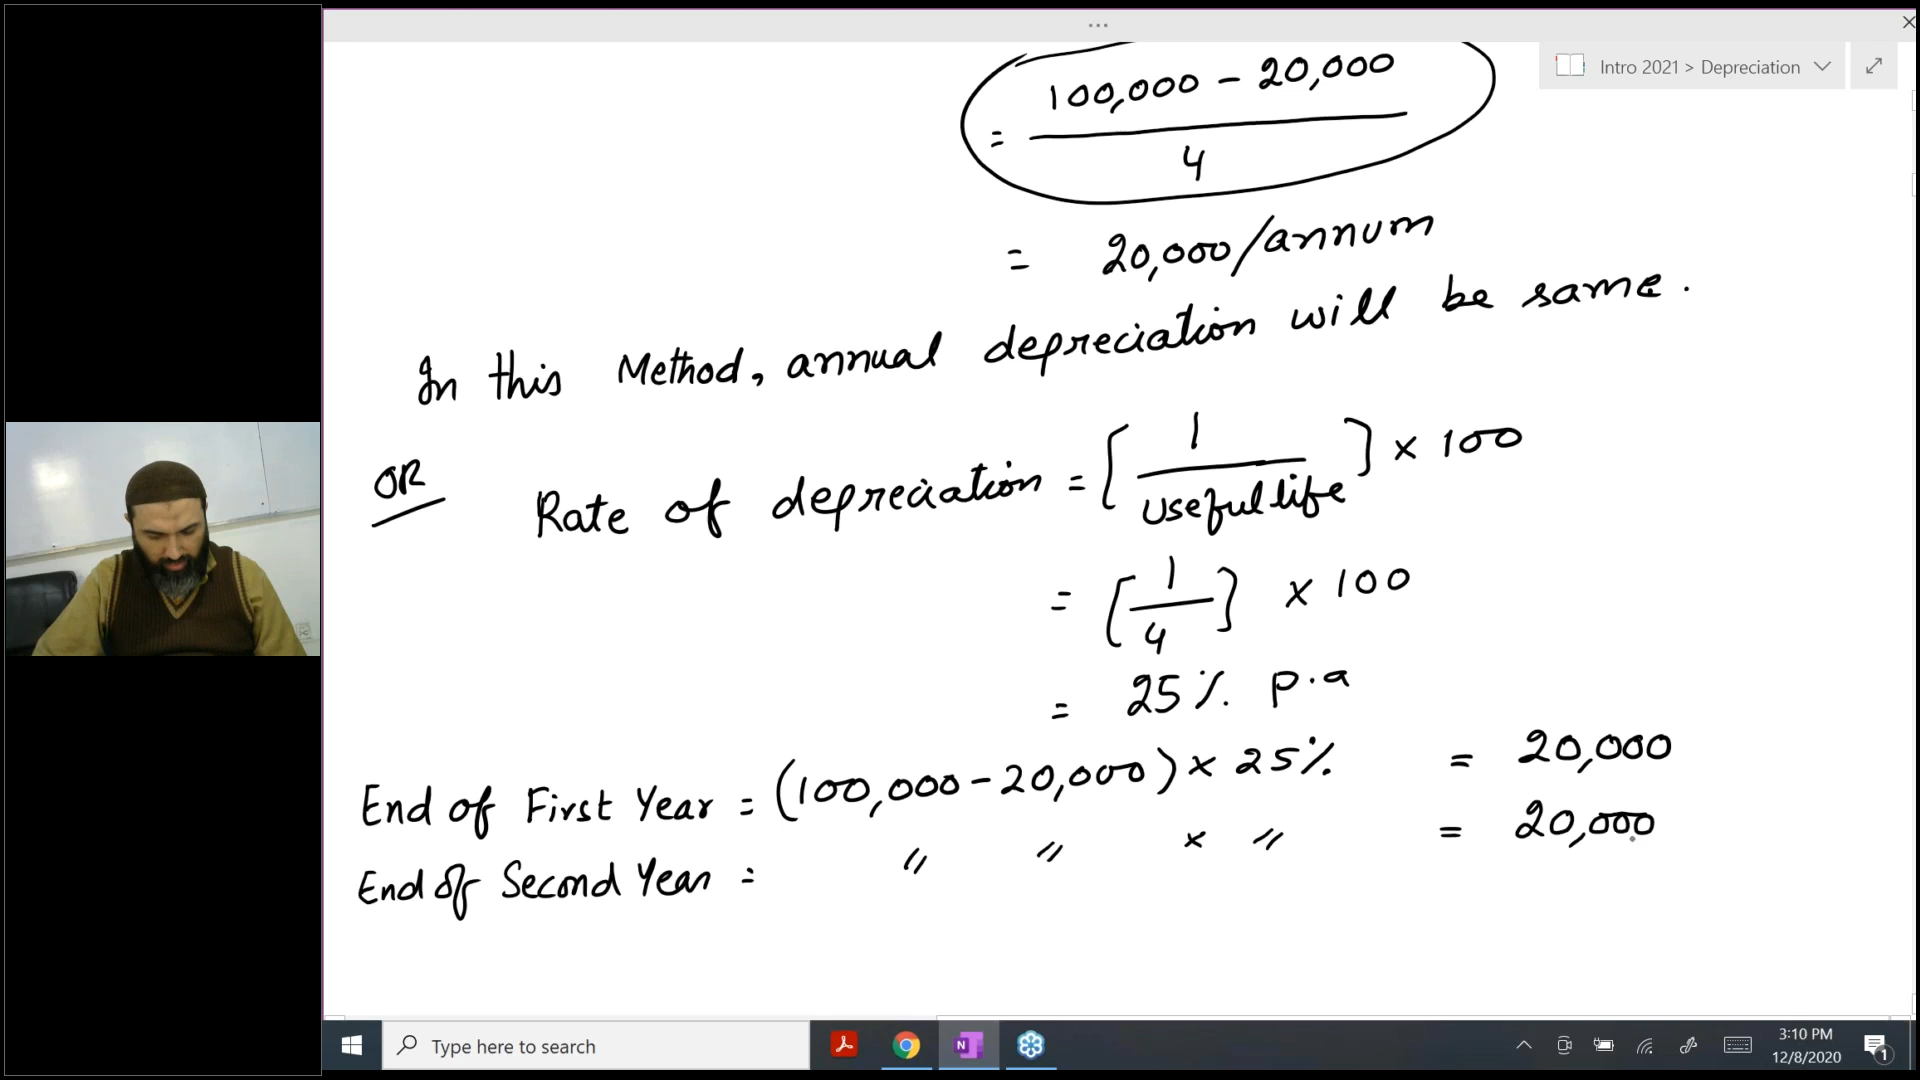 ...
Intro 2021 > Depreciation
= 100,000 - 20,000
4
= 20,000/annum
In this Method, annual depreciation will be same.
OR Rate of depreciation = [ 1 ] x 100
Useful life
= [ 1 ] x 100
4
= 25% p.a
End of First Year = (100,000-20,000) x 25% = 20,000
End of Second Year = " " x " = 20,000
Type here to search
N
3:10 PM
12/8/2020
1